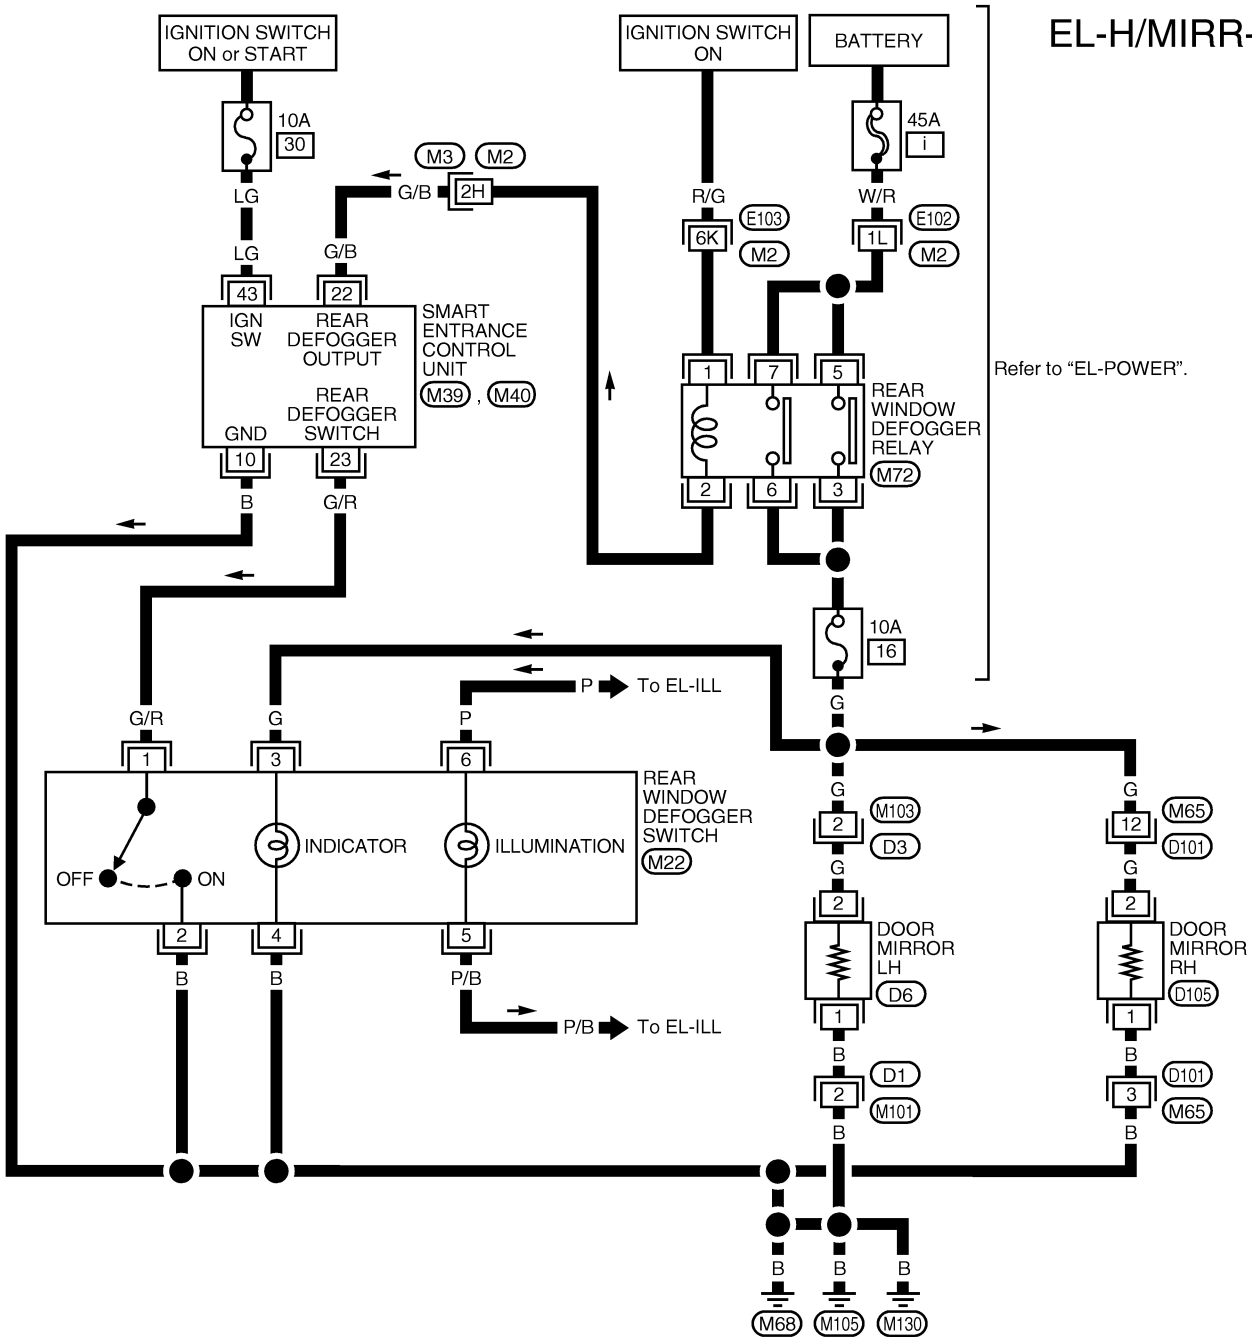 EL-H/MIRR-
IGNITION SWITCH
ON or START
IGNITION SWITCH
ON
BATTERY
10A
30
45A
i
M3
M2
G/B
2H
LG
R/G
W/R
E103
6K
M2
E102
1L
M2
LG
G/B
43
22
IGN
SW
REAR
DEFOGGER
OUTPUT
REAR
DEFOGGER
SWITCH
GND
SMART
ENTRANCE
CONTROL
UNIT
M39 , M40
10
23
B
G/R
1
7
5
REAR
WINDOW
DEFOGGER
RELAY
M72
2
6
3
Refer to “EL-POWER”.
10A
16
G
P
To EL-ILL
G/R
G
P
1
3
6
REAR
WINDOW
DEFOGGER
SWITCH
M22
INDICATOR
ILLUMINATION
OFF
ON
2
4
5
B
B
P/B
P/B
To EL-ILL
G
M103
2
D3
G
2
DOOR
MIRROR
LH
D6
1
B
D1
2
M101
B
G
M65
12
D101
G
2
DOOR
MIRROR
RH
D105
1
B
D101
3
M65
B
B
B
B
M68
M105
M130